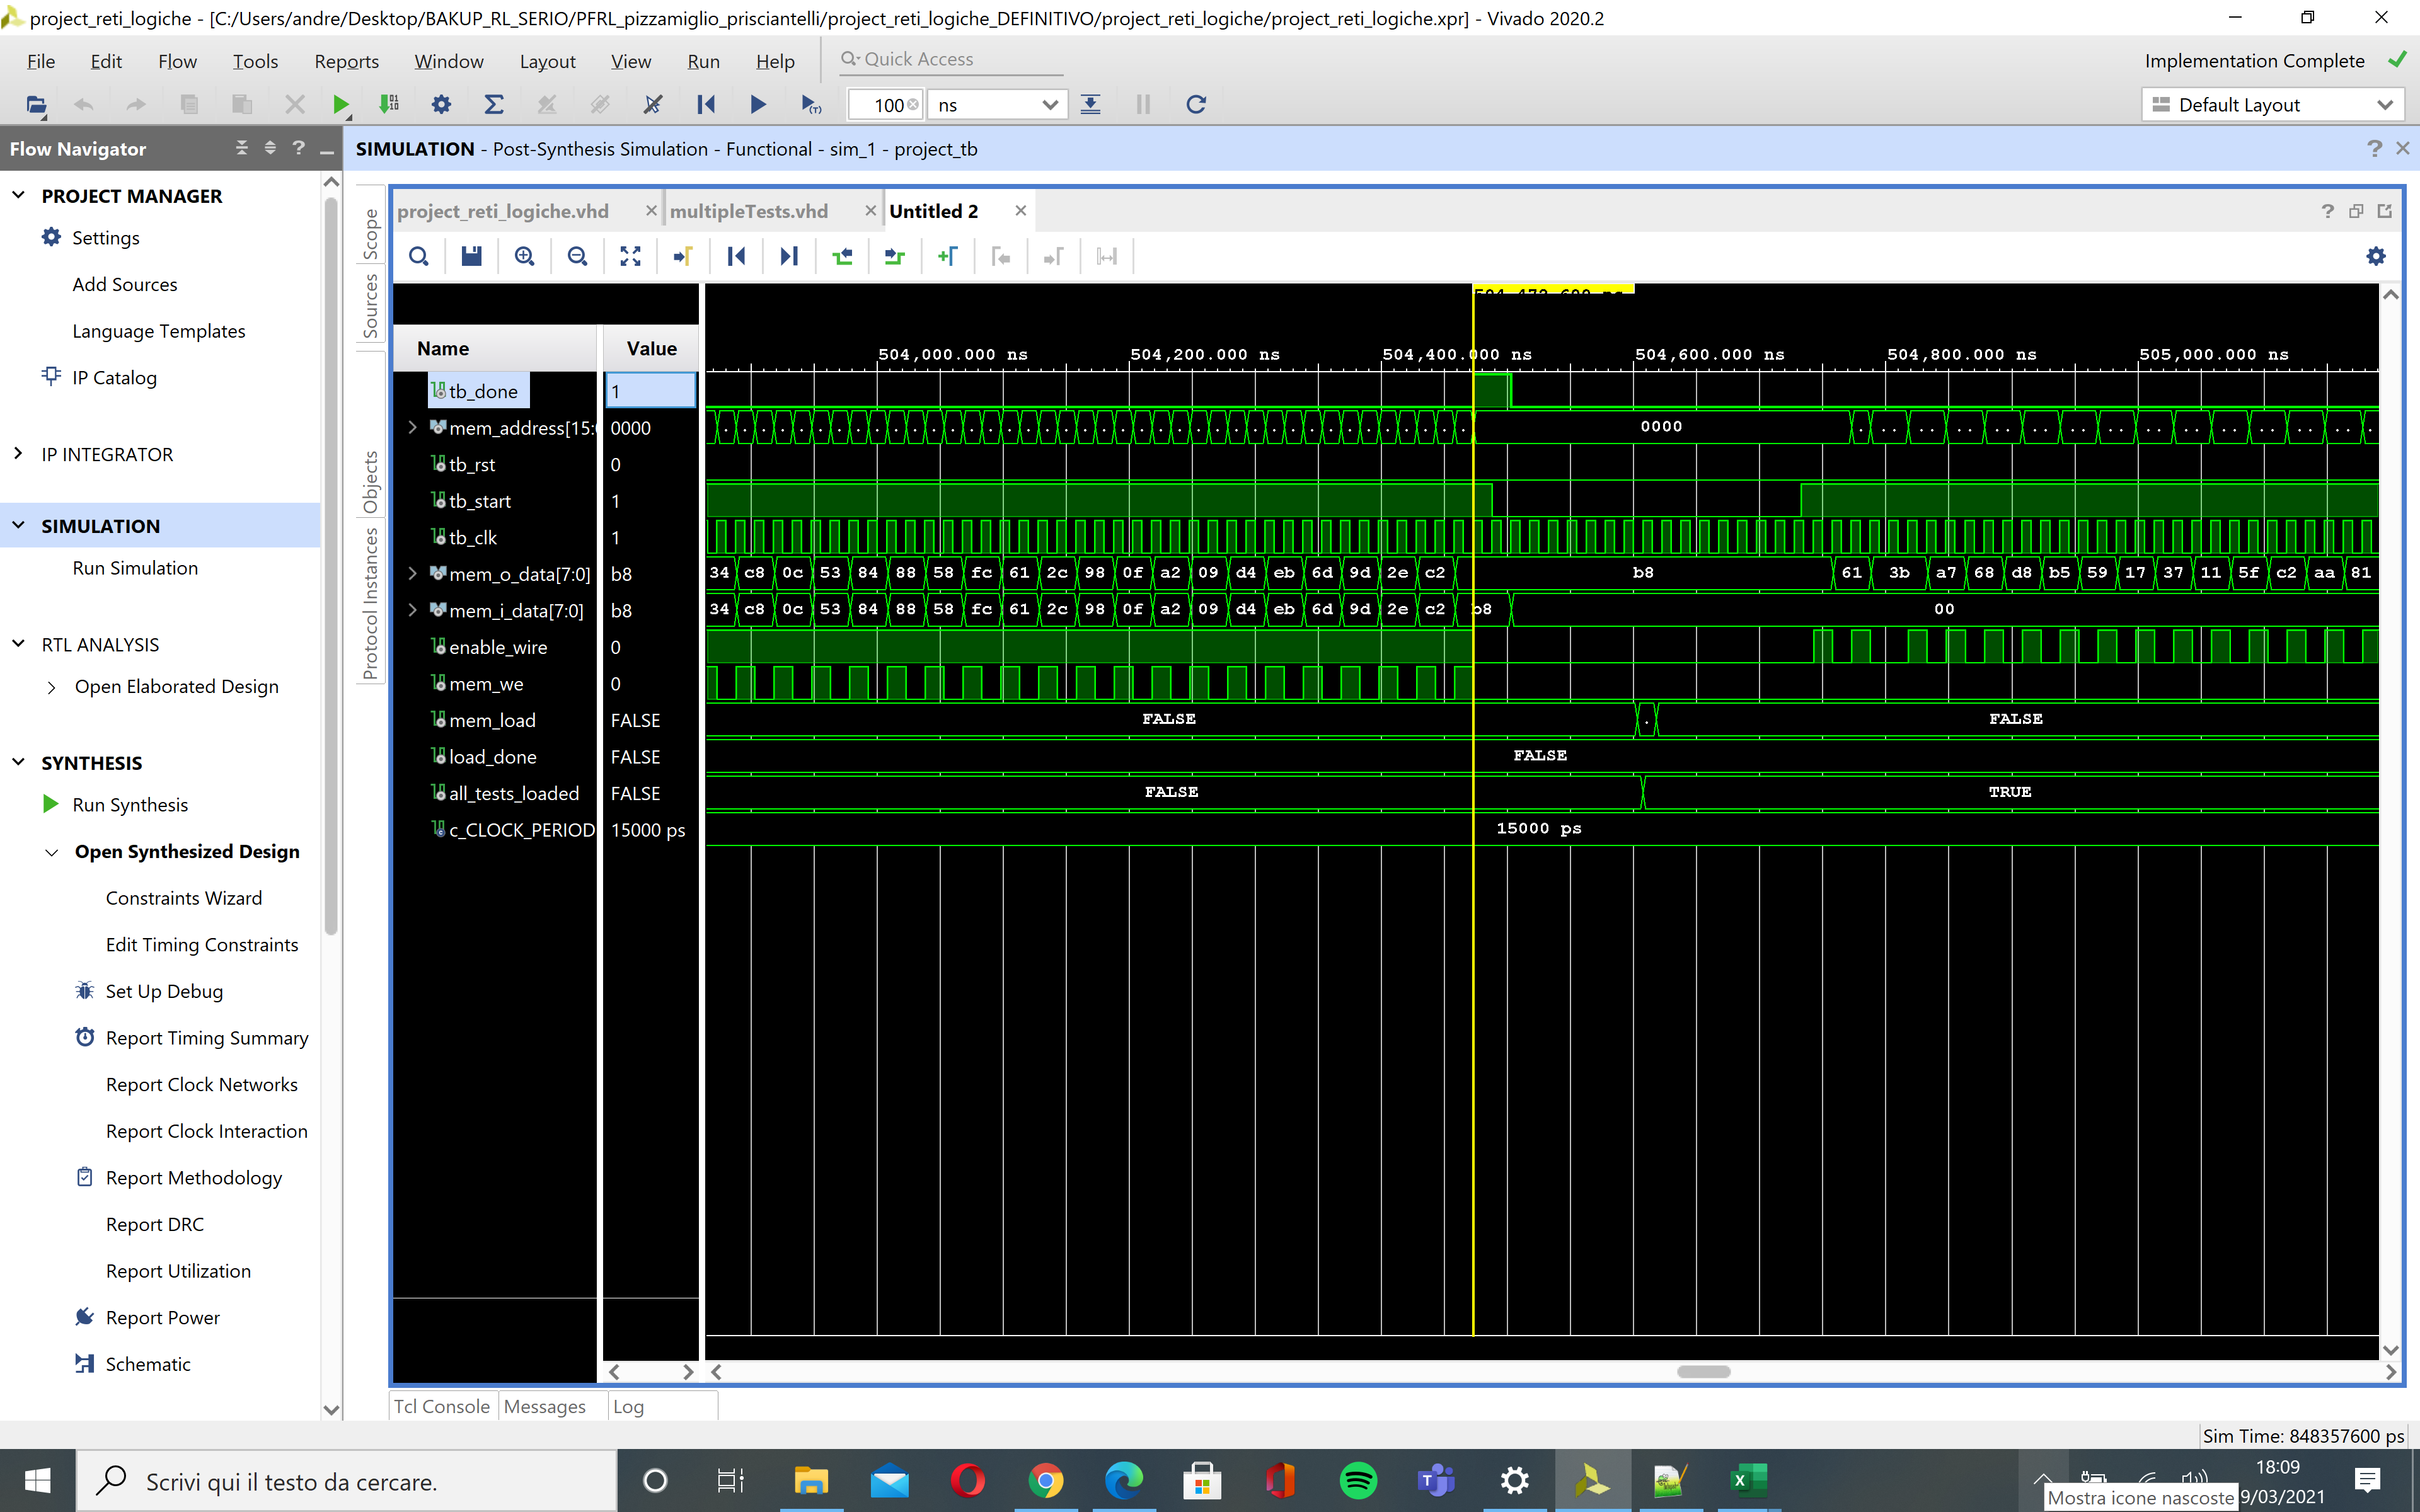 project_reti_logiche - [C:/Users/andre/Desktop/BAKUP_RL_SERIO/PFRL_pizzamiglio_prisciantelli/project_reti_logiche_DEFINITIVO/project_reti_logiche/project_reti_logiche.xpr] - Vivado 2020.2
File Edit Flow Tools Reports Window Layout View Run Help Quick Access
Implementation Complete
100 ns
Default Layout
Flow Navigator
SIMULATION - Post-Synthesis Simulation - Functional - sim_1 - project_tb
PROJECT MANAGER
Settings
Add Sources
Language Templates
IP Catalog
IP INTEGRATOR
SIMULATION
Run Simulation
RTL ANALYSIS
Open Elaborated Design
SYNTHESIS
Run Synthesis
Open Synthesized Design
Constraints Wizard
Edit Timing Constraints
Set Up Debug
Report Timing Summary
Report Clock Networks
Report Clock Interaction
Report Methodology
Report DRC
Report Utilization
Report Power
Schematic
Scope
Sources
Objects
Protocol Instances
project_reti_logiche.vhd multipleTests.vhd Untitled 2
Name Value
504,000.000 ns 504,200.000 ns 504,400.000 ns 504,600.000 ns 504,800.000 ns 505,000.000 ns
tb_done 1
mem_address[15:0 0000 0000
tb_rst 0
tb_start 1
tb_clk 1
mem_o_data[7:0] b8 34 c8 0c 53 84 88 58 fc 61 2c 98 0f a2 09 d4 eb 6d 9d 2e c2 b8 61 3b a7 68 d8 b5 59 17 37 11 5f c2 aa 81
mem_i_data[7:0] b8 34 c8 0c 53 84 88 58 fc 61 2c 98 0f a2 09 d4 eb 6d 9d 2e c2 b8 00
enable_wire 0
mem_we 0
mem_load FALSE FALSE FALSE
load_done FALSE FALSE
all_tests_loaded FALSE FALSE TRUE
c_CLOCK_PERIOD 15000 ps 15000 ps
Tcl Console Messages Log
Sim Time: 848357600 ps
Scrivi qui il testo da cercare.
18:09
9/03/2021
Mostra icone nascoste